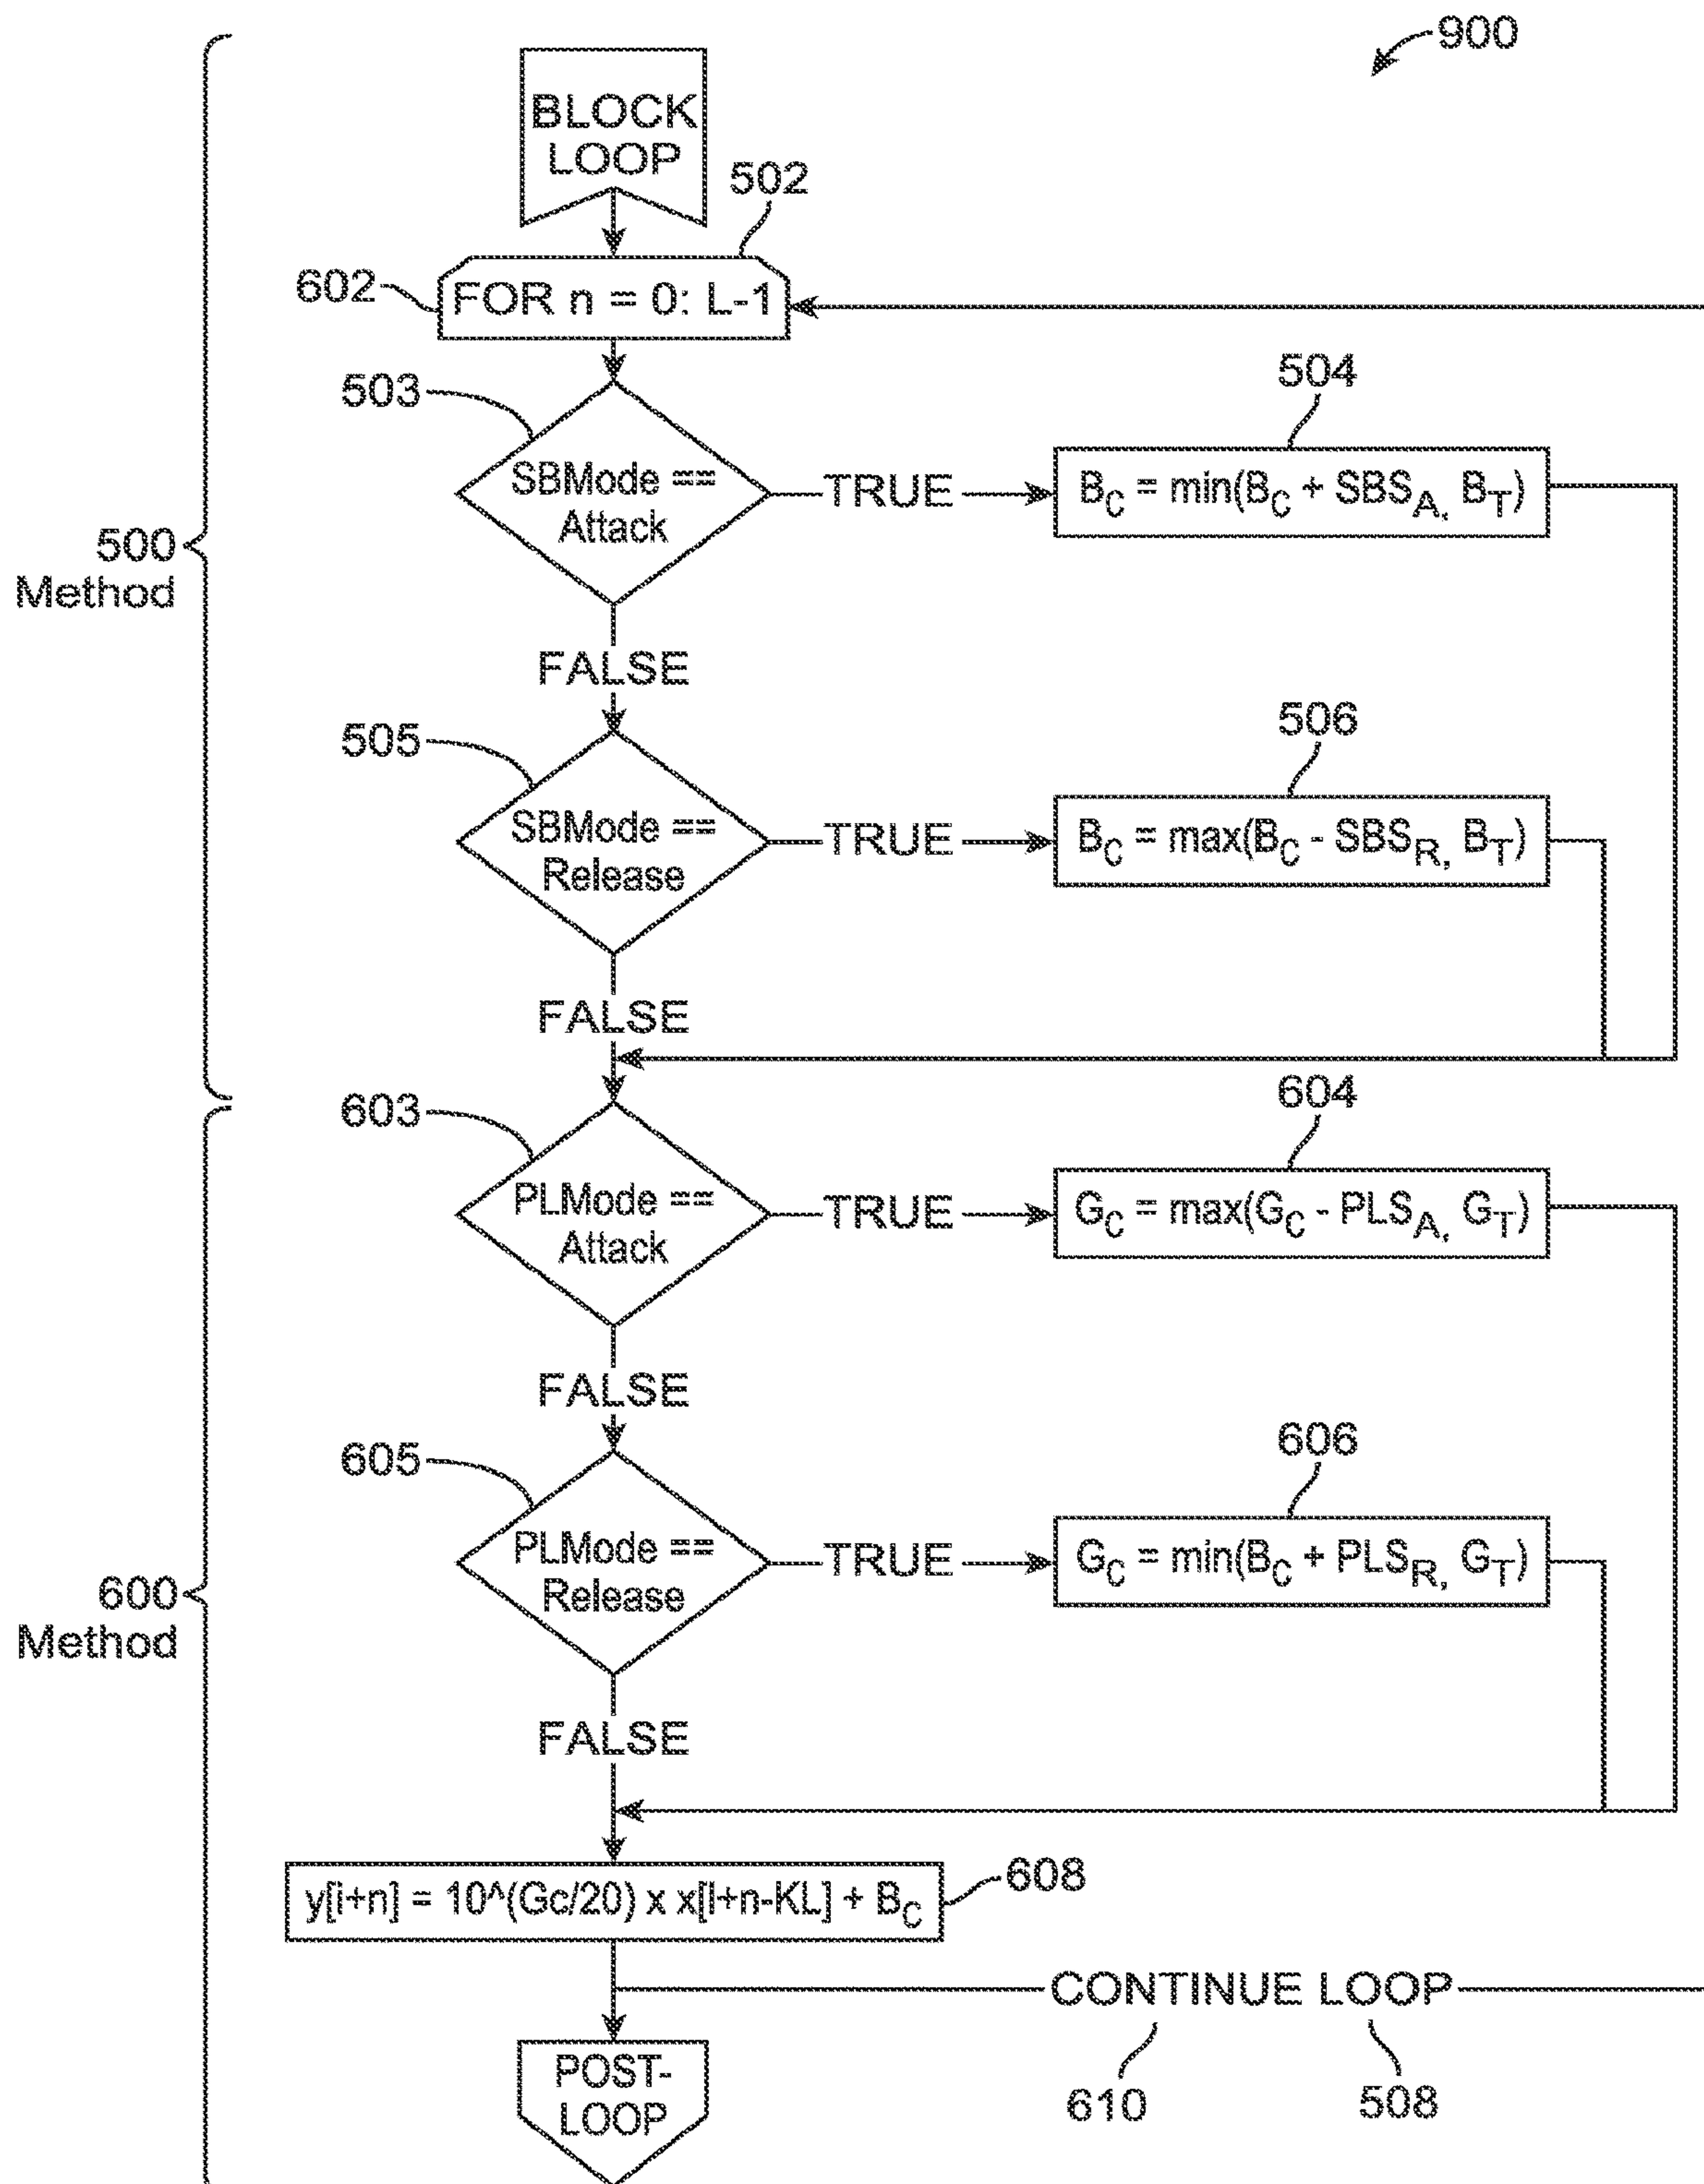 900
BLOCK
LOOP
502
602
FOR n = 0: L-1
503
504
SBMode ==
Attack
TRUE
B_C = min(B_C + SBS_A, B_T)
500
Method
FALSE
505
506
SBMode ==
Release
TRUE
B_C = max(B_C - SBS_R, B_T)
FALSE
603
604
PLMode ==
Attack
TRUE
G_C = max(G_C - PLS_A, G_T)
FALSE
605
606
PLMode ==
Release
TRUE
G_C = min(B_C + PLS_R, G_T)
600
Method
FALSE
y[i+n] = 10^(Gc/20) x x[I+n-KL] + B_C
608
CONTINUE LOOP
POST-
LOOP
610
508